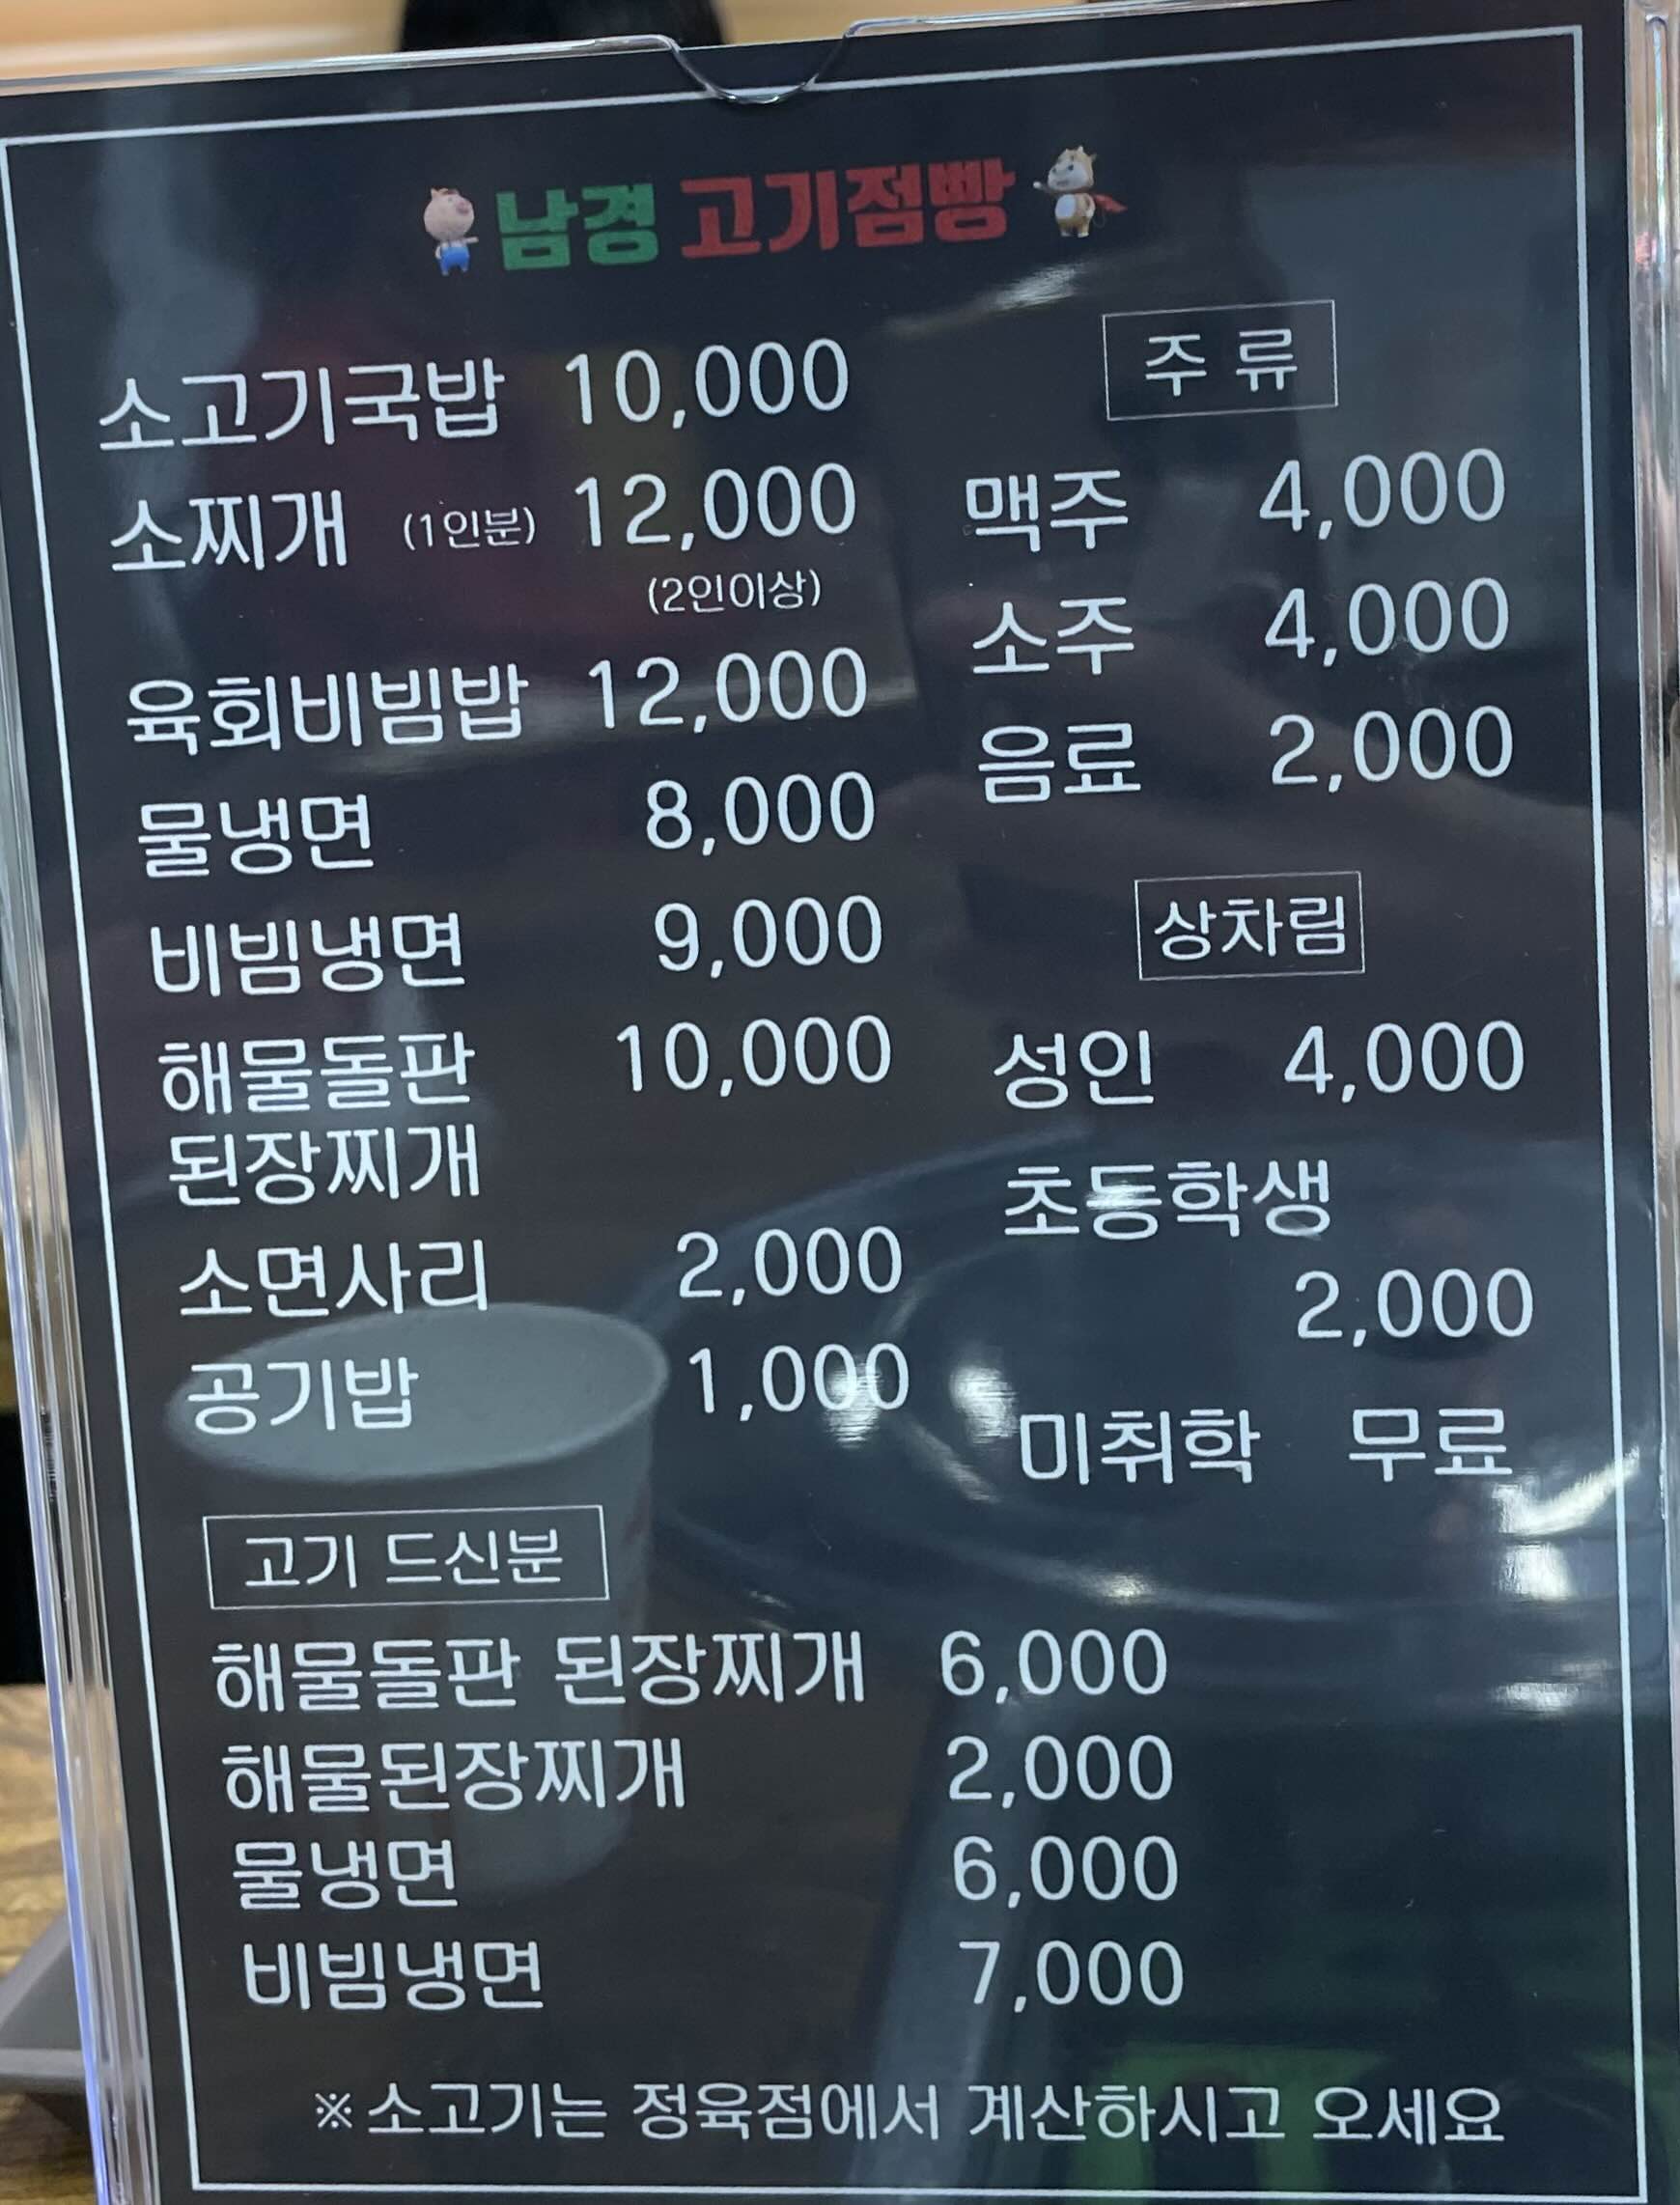 남경 고기점빵
소고기국밥 10,000
소찌개 (1인분) 12,000
(2인이상)
육회비빔밥 12,000
물냉면 8,000
비빔냉면 9,000
해물돌판 10,000
된장찌개
소면사리 2,000
공기밥 1,000
주류
맥주 4,000
소주 4,000
음료 2,000
상차림
성인 4,000
초등학생
2,000
미취학 무료
고기 드신분
해물돌판 된장찌개 6,000
해물된장찌개 2,000
물냉면 6,000
비빔냉면 7,000
※소고기는 정육점에서 계산하시고 오세요